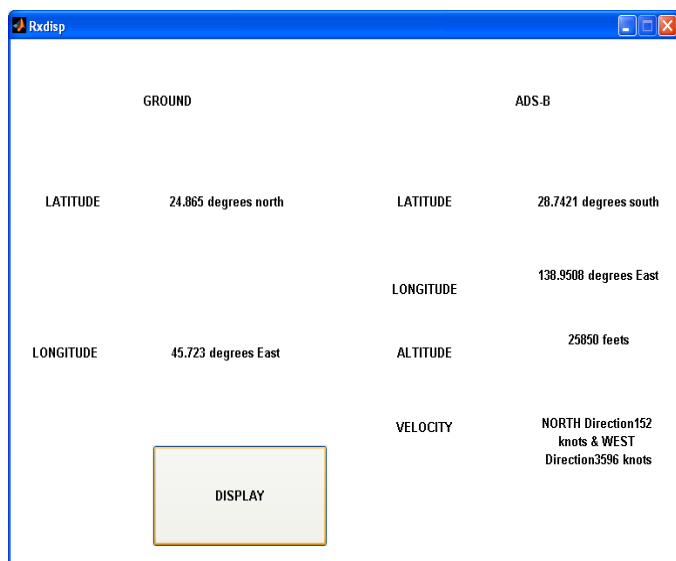 Rxdisp
GROUND
ADS-B
LATITUDE
24.865 degrees north
LATITUDE
28.7421 degrees south
LONGITUDE
138.9508 degrees East
LONGITUDE
45.723 degrees East
ALTITUDE
25850 feets
VELOCITY
NORTH Direction152
knots & WEST
Direction3596 knots
DISPLAY